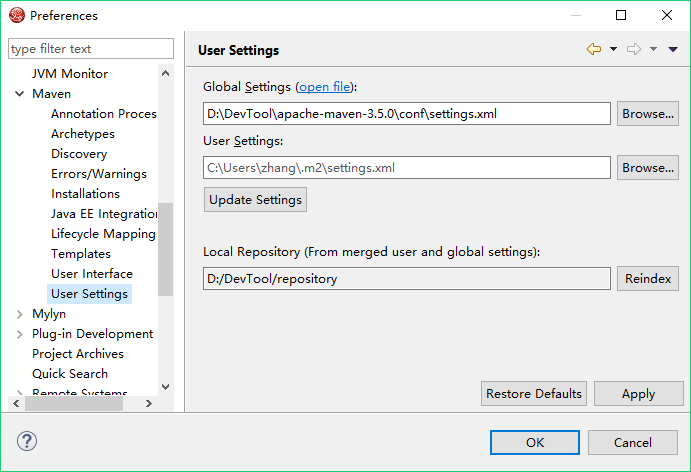 Preferences
type filter text
JVM Monitor
Maven
Annotation Proces
Archetypes
Discovery
Errors/Warnings
Installations
Java EE Integration
Lifecycle Mapping
Templates
User Interface
User Settings
Mylyn
Plug-in Development
Project Archives
Quick Search
Remote Systems
User Settings
Global Settings (open file):
D:\DevTool\apache-maven-3.5.0\conf\settings.xml
Browse...
User Settings:
C:\Users\zhang\.m2\settings.xml
Browse...
Update Settings
Local Repository (From merged user and global settings):
D:/DevTool/repository
Reindex
Restore Defaults
Apply
?
OK
Cancel